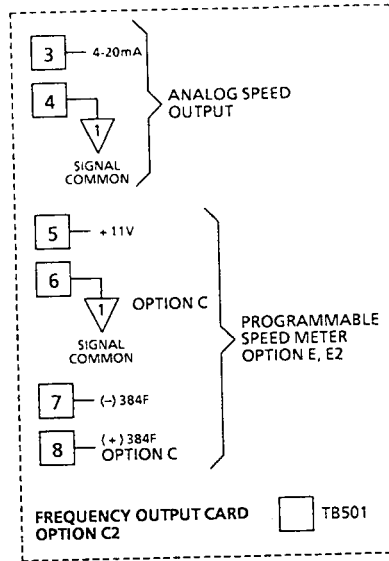 3 4-20mA
4
ANALOG SPEED
OUTPUT
1
SIGNAL
COMMON
5 +11V
6
OPTION C
1
SIGNAL
COMMON
PROGRAMMABLE
SPEED METER
OPTION E, E2
7 (-) 384F
8 (+) 384F
OPTION C
FREQUENCY OUTPUT CARD
OPTION C2
TB501